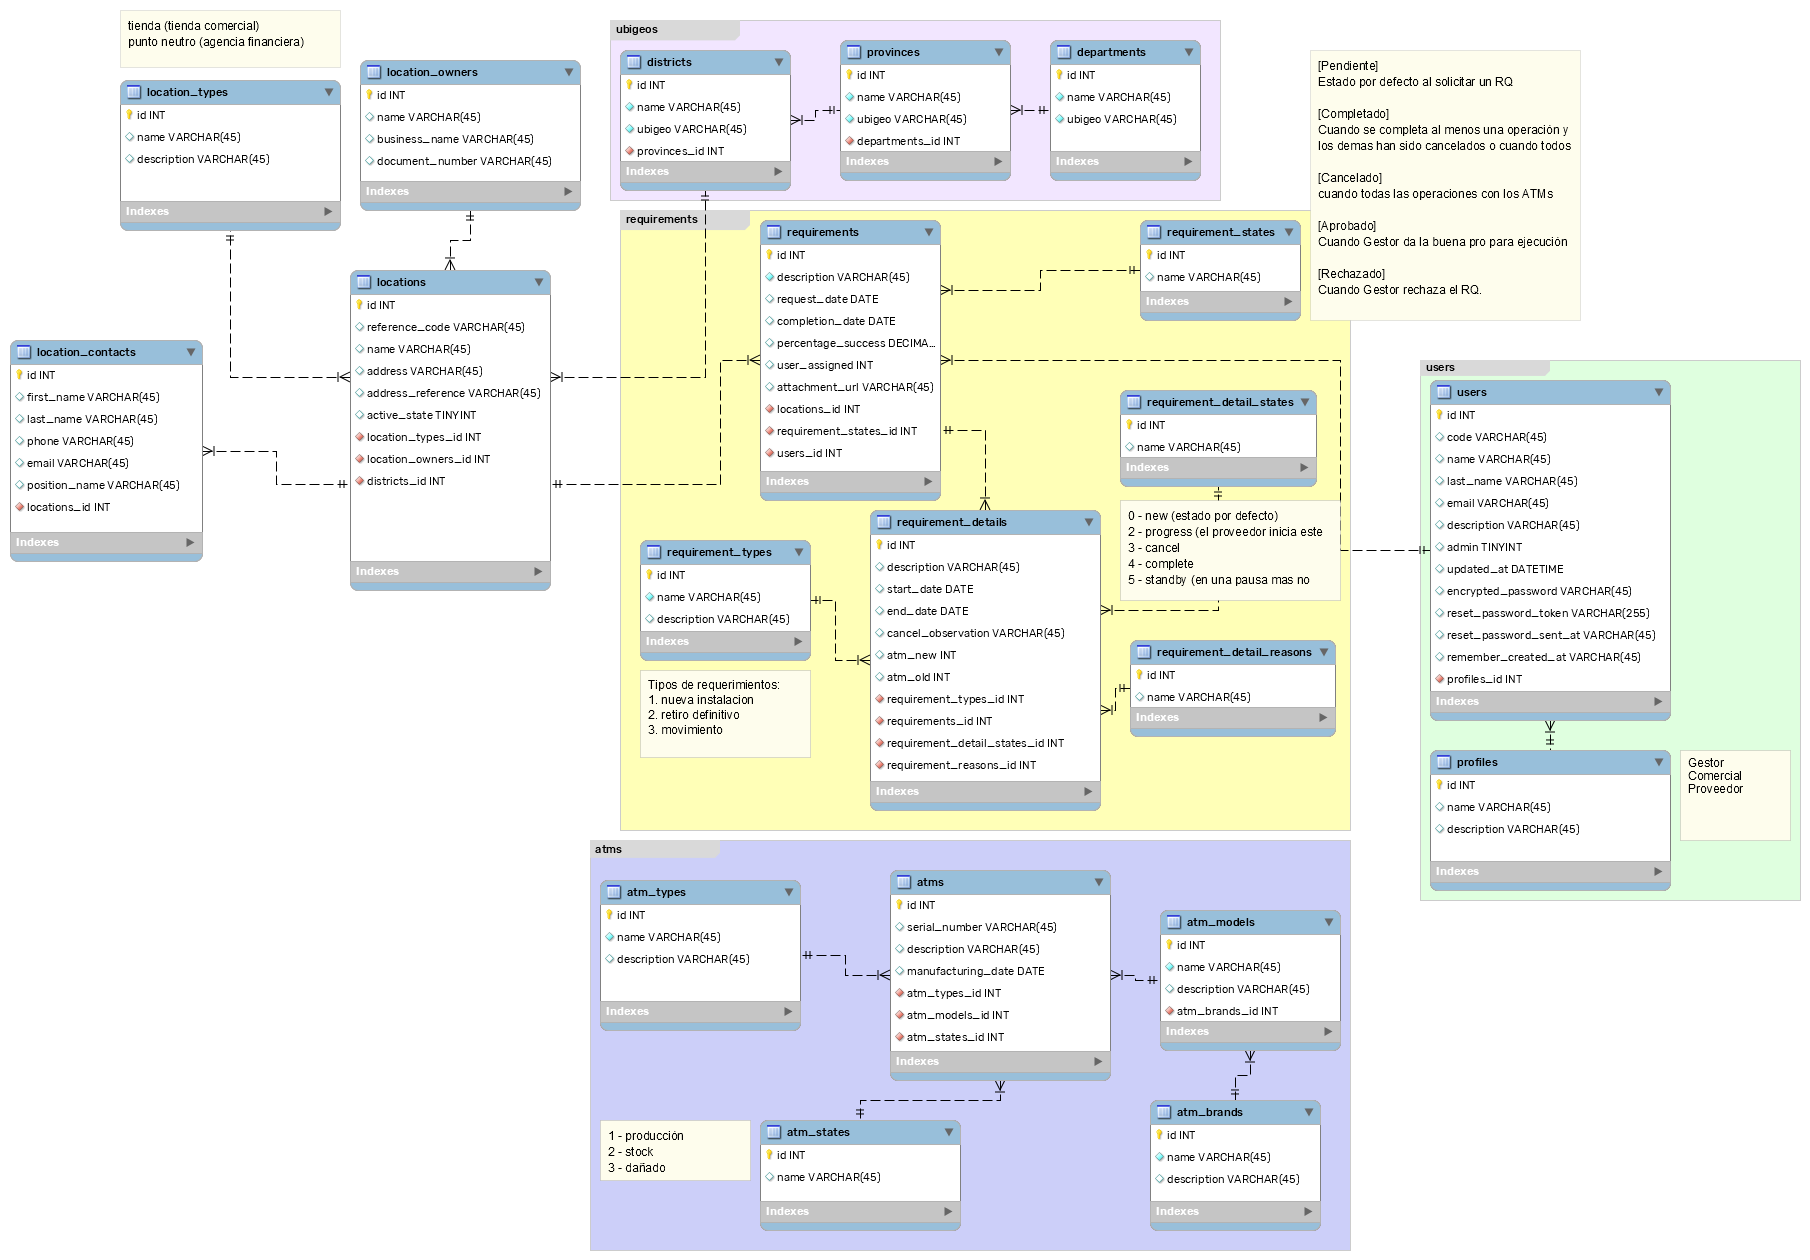 tienda (tienda comercial)
punto neutro (agencia financiera)
location_types
id INT
name VARCHAR(45)
description VARCHAR(45)
Indexes
location_owners
id INT
name VARCHAR(45)
business_name VARCHAR(45)
document_number VARCHAR(45)
Indexes
ubigeos
districts
id INT
name VARCHAR(45)
ubigeo VARCHAR(45)
provinces_id INT
Indexes
provinces
id INT
name VARCHAR(45)
ubigeo VARCHAR(45)
departments_id INT
Indexes
departments
id INT
name VARCHAR(45)
ubigeo VARCHAR(45)
Indexes
[Pendiente]
Estado por defecto al solicitar un RQ
[Completado]
Cuando se completa al menos una operación y
los demas han sido cancelados o cuando todos
[Cancelado]
cuando todas las operaciones con los ATMs
[Aprobado]
Cuando Gestor da la buena pro para ejecución
[Rechazado]
Cuando Gestor rechaza el RQ.
location_contacts
id INT
first_name VARCHAR(45)
last_name VARCHAR(45)
phone VARCHAR(45)
email VARCHAR(45)
position_name VARCHAR(45)
locations_id INT
Indexes
locations
id INT
reference_code VARCHAR(45)
name VARCHAR(45)
address VARCHAR(45)
address_reference VARCHAR(45)
active_state TINYINT
location_types_id INT
location_owners_id INT
districts_id INT
Indexes
requirements
requirements
id INT
description VARCHAR(45)
request_date DATE
completion_date DATE
percentage_success DECIMA...
user_assigned INT
attachment_url VARCHAR(45)
locations_id INT
requirement_states_id INT
users_id INT
Indexes
requirement_states
id INT
name VARCHAR(45)
Indexes
requirement_detail_states
id INT
name VARCHAR(45)
Indexes
0 - new (estado por defecto)
2 - progress (el proveedor inicia este
3 - cancel
4 - complete
5 - standby (en una pausa mas no
requirement_types
id INT
name VARCHAR(45)
description VARCHAR(45)
Indexes
Tipos de requerimientos:
1. nueva instalacion
2. retiro definitivo
3. movimiento
requirement_details
id INT
description VARCHAR(45)
start_date DATE
end_date DATE
cancel_observation VARCHAR(45)
atm_new INT
atm_old INT
requirement_types_id INT
requirements_id INT
requirement_detail_states_id INT
requirement_reasons_id INT
Indexes
requirement_detail_reasons
id INT
name VARCHAR(45)
Indexes
users
users
id INT
code VARCHAR(45)
name VARCHAR(45)
last_name VARCHAR(45)
email VARCHAR(45)
description VARCHAR(45)
admin TINYINT
updated_at DATETIME
encrypted_password VARCHAR(45)
reset_password_token VARCHAR(255)
reset_password_sent_at VARCHAR(45)
remember_created_at VARCHAR(45)
profiles_id INT
Indexes
profiles
id INT
name VARCHAR(45)
description VARCHAR(45)
Indexes
Gestor
Comercial
Proveedor
atms
atm_types
id INT
name VARCHAR(45)
description VARCHAR(45)
Indexes
atms
id INT
serial_number VARCHAR(45)
description VARCHAR(45)
manufacturing_date DATE
atm_types_id INT
atm_models_id INT
atm_states_id INT
Indexes
atm_models
id INT
name VARCHAR(45)
description VARCHAR(45)
atm_brands_id INT
Indexes
1 - producción
2 - stock
3 - dañado
atm_states
id INT
name VARCHAR(45)
Indexes
atm_brands
id INT
name VARCHAR(45)
description VARCHAR(45)
Indexes